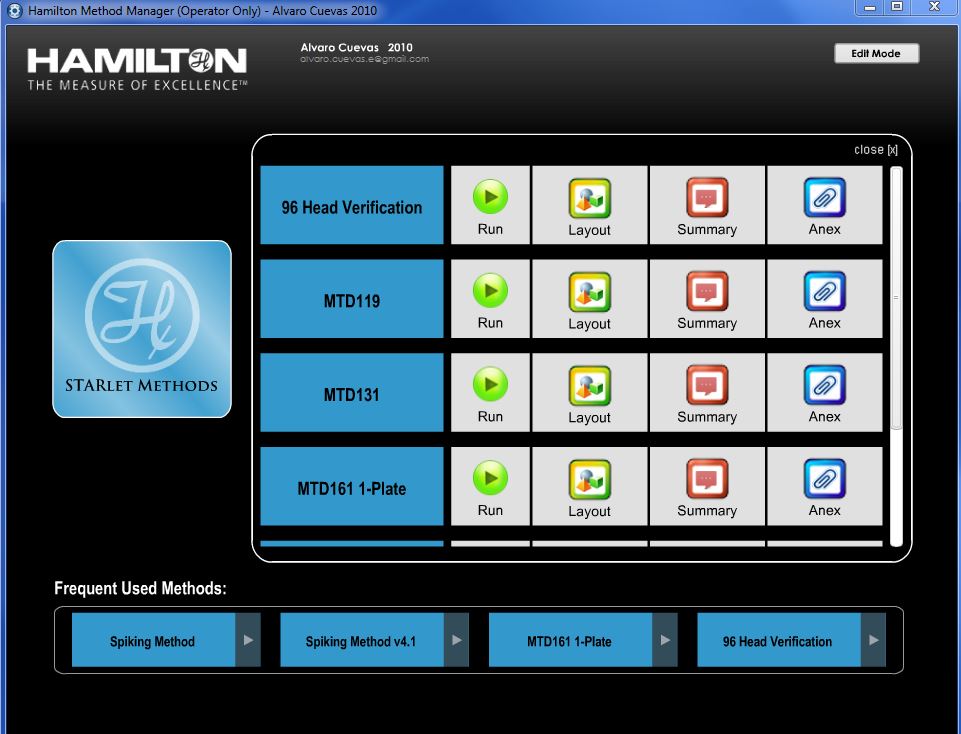 Hamilton Method Manager (Operator Only) - Alvaro Cuevas 2010
HAMILTON
THE MEASURE OF EXCELLENCE™
Alvaro Cuevas 2010
alvaro.cuevas.e@gmail.com
Edit Mode
close [x]
96 Head Verification
Run
Layout
Summary
Anex
MTD119
Run
Layout
Summary
Anex
MTD131
Run
Layout
Summary
Anex
MTD161 1-Plate
Run
Layout
Summary
Anex
H
STARlet Methods
Frequent Used Methods:
Spiking Method
Spiking Method v4.1
MTD161 1-Plate
96 Head Verification